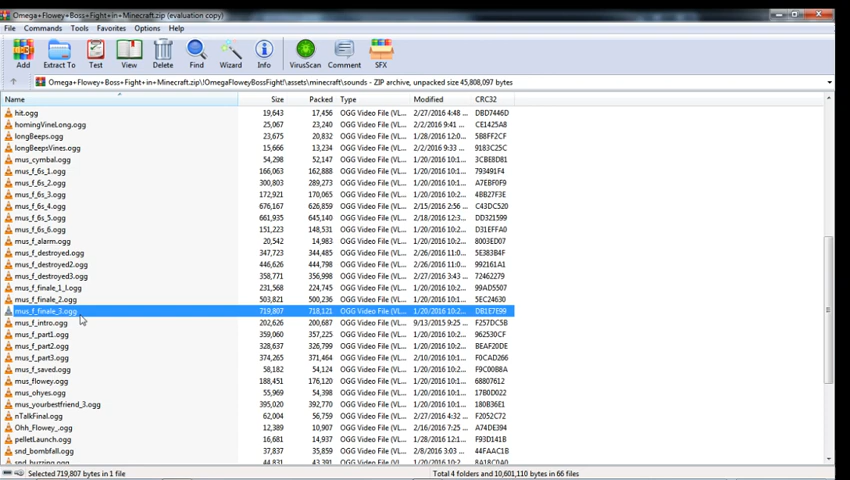 Omega+Flowey+Boss+Fight+in+Minecraft.zip (evaluation copy)
File Commands Tools Favorites Options Help
Add Extract To Test View Delete Find Wizard Info VirusScan Comment SFX
Omega+Flowey+Boss+Fight+in+Minecraft.zip\!OmegaFloweyBossFight!\assets\minecraft\sounds - ZIP archive, unpacked size 45,808,097 bytes
Name Size Packed Type Modified CRC32
hit.ogg 19,643 17,456 OGG Video File (VL... 2/27/2016 4:48 ... DBD7446D
homingVineLong.ogg 25,067 23,240 OGG Video File (VL... 2/2/2016 9:41 ... CE1425A8
longBeeps.ogg 23,675 20,832 OGG Video File (VL... 1/28/2016 12:0... 5B8FF2CF
longBeepsVines.ogg 15,666 13,234 OGG Video File (VL... 2/2/2016 9:33 ... 9183C25C
mus_cymbal.ogg 54,298 52,147 OGG Video File (VL... 1/20/2016 10:1... 3CBE8D81
mus_f_6s_1.ogg 166,063 162,888 OGG Video File (VL... 1/20/2016 10:1... 793491F4
mus_f_6s_2.ogg 300,803 289,273 OGG Video File (VL... 1/20/2016 10:1... A7EBF0F9
mus_f_6s_3.ogg 172,921 170,065 OGG Video File (VL... 1/20/2016 10:1... 4BB27F3E
mus_f_6s_4.ogg 676,167 626,859 OGG Video File (VL... 2/15/2016 2:56 ... C43DC520
mus_f_6s_5.ogg 661,935 645,140 OGG Video File (VL... 2/18/2016 12:3... DD321599
mus_f_6s_6.ogg 151,223 148,531 OGG Video File (VL... 1/20/2016 10:1... D31EFFA0
mus_f_alarm.ogg 20,542 14,983 OGG Video File (VL... 1/20/2016 10:1... 8003ED07
mus_f_destroyed.ogg 347,723 344,485 OGG Video File (VL... 2/26/2016 11:0... 5E383B4F
mus_f_destroyed2.ogg 446,626 444,798 OGG Video File (VL... 2/26/2016 11:0... 992161A1
mus_f_destroyed3.ogg 358,771 356,998 OGG Video File (VL... 2/27/2016 3:43 ... 72462279
mus_f_finale_1_l.ogg 231,568 224,745 OGG Video File (VL... 1/20/2016 10:1... 99AD5507
mus_f_finale_2.ogg 503,821 500,236 OGG Video File (VL... 1/20/2016 10:1... 5EC24630
mus_f_finale_3.ogg 719,807 718,121 OGG Video File (VL... 1/20/2016 10:2... DB1E7E99
mus_f_intro.ogg 202,626 200,687 OGG Video File (VL... 9/13/2015 9:25 ... F257DC5B
mus_f_part1.ogg 359,060 357,225 OGG Video File (VL... 1/20/2016 10:2... 962530FC
mus_f_part2.ogg 328,637 326,799 OGG Video File (VL... 1/20/2016 10:2... BEAF20DE
mus_f_part3.ogg 374,265 371,464 OGG Video File (VL... 1/20/2016 10:2... F0CAD266
mus_f_saved.ogg 58,182 54,124 OGG Video File (VL... 1/20/2016 10:2... F9C00B8A
mus_flowey.ogg 188,451 176,120 OGG Video File (VL... 1/20/2016 10:2... 68807612
mus_ohyes.ogg 55,969 54,230 OGG Video File (VL... 1/20/2016 10:2...
mus_yourbestfriend_3.ogg 395,020 392,770 OGG Video File (VL... 1/20/2016 10:2... 180B36E1
nTalkFinal.ogg 62,004 56,759 OGG Video File (VL... 2/27/2016 4:32 ... F2052C72
Ohh_Flowey_.ogg 12,389 10,907 OGG Video File (VL... 2/16/2016 7:26 ... A74DE394
pelletLaunch.ogg 16,681 14,937 OGG Video File (VL... 1/28/2016 12:1... F93D141B
snd_bombfall.ogg 37,837 35,859 OGG Video File (VL... 2/8/2016 3:03 ... 44FAAC1B
snd_buzzing.ogg 44,831 43,391 OGG Video File (VL... 1/20/2016 10:2... 8A18C0A0
Selected 719,807 bytes in 1 file Total 4 folders and 10,601,110 bytes in 66 files